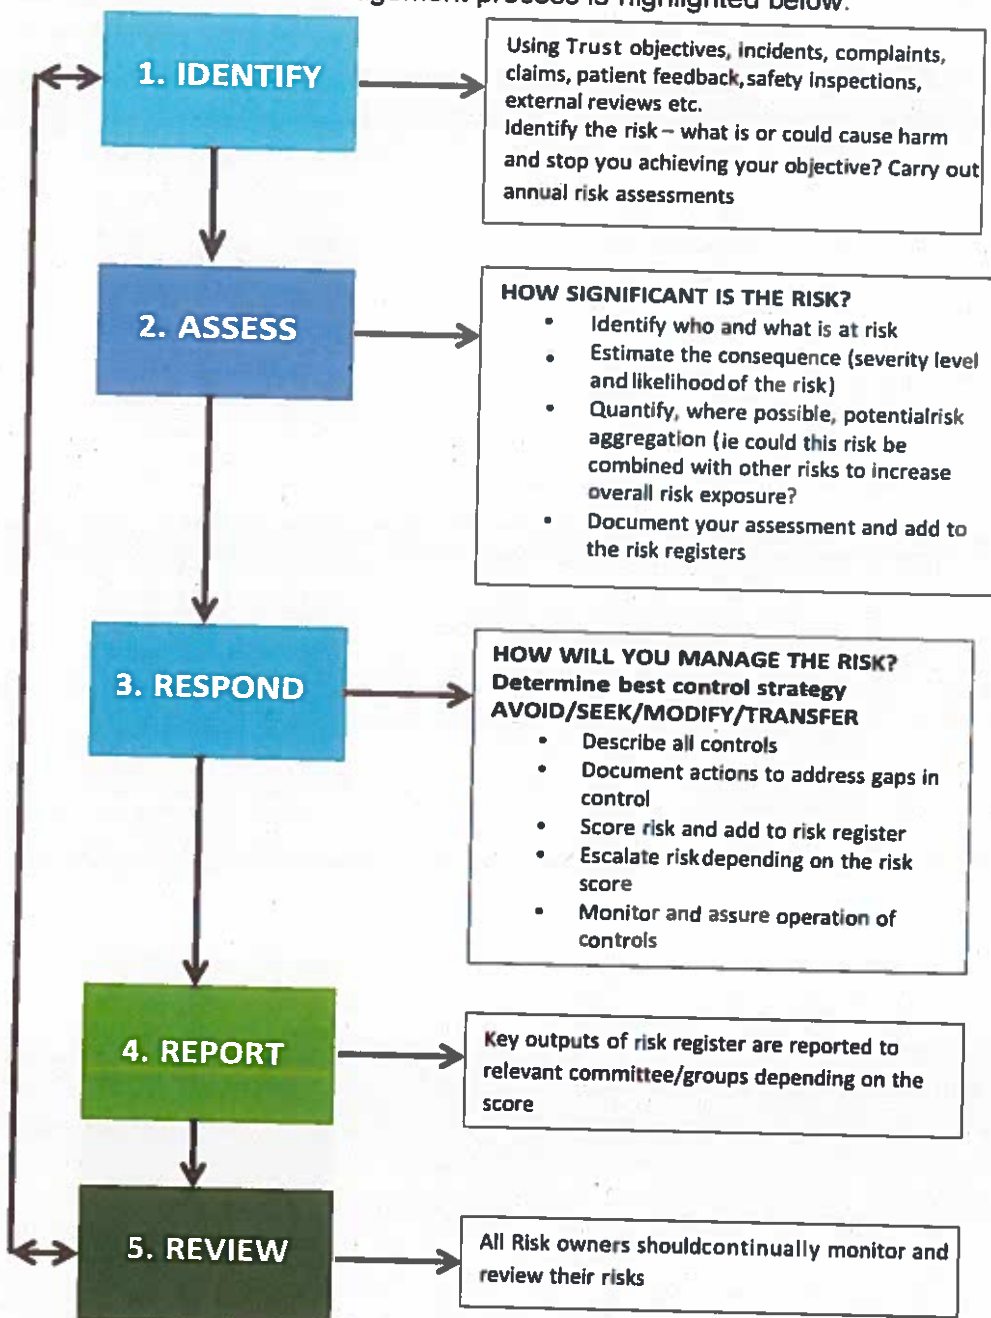 gement process is highlighted below.
1. IDENTIFY
Using Trust objectives, incidents, complaints,
claims, patient feedback,safety inspections,
external reviews etc.
Identify the risk – what is or could cause harm
and stop you achieving your objective? Carry out
annual risk assessments
2. ASSESS
HOW SIGNIFICANT IS THE RISK?
• Identify who and what is at risk
• Estimate the consequence (severity level
andlikelihoodof the risk)
• Quantify, where possible, potentialrisk
aggregation (ie could this risk be
combined with other risks to increase
overall risk exposure?
• Document your assessment and add to
the risk registers
3. RESPOND
HOW WILL YOU MANAGE THE RISK?
Determine best control strategy
AVOID/SEEK/MODIFY/TRANSFER
• Describe all controls
• Document actions to address gaps in
control
• Score risk and add to risk register
• Escalate riskdepending on the risk
score
• Monitor and assure operation of
controls
4. REPORT
Key outputs of risk register are reported to
relevant committee/groups depending on the
score
5. REVIEW
All Risk owners shouldcontinually monitor and
review their risks